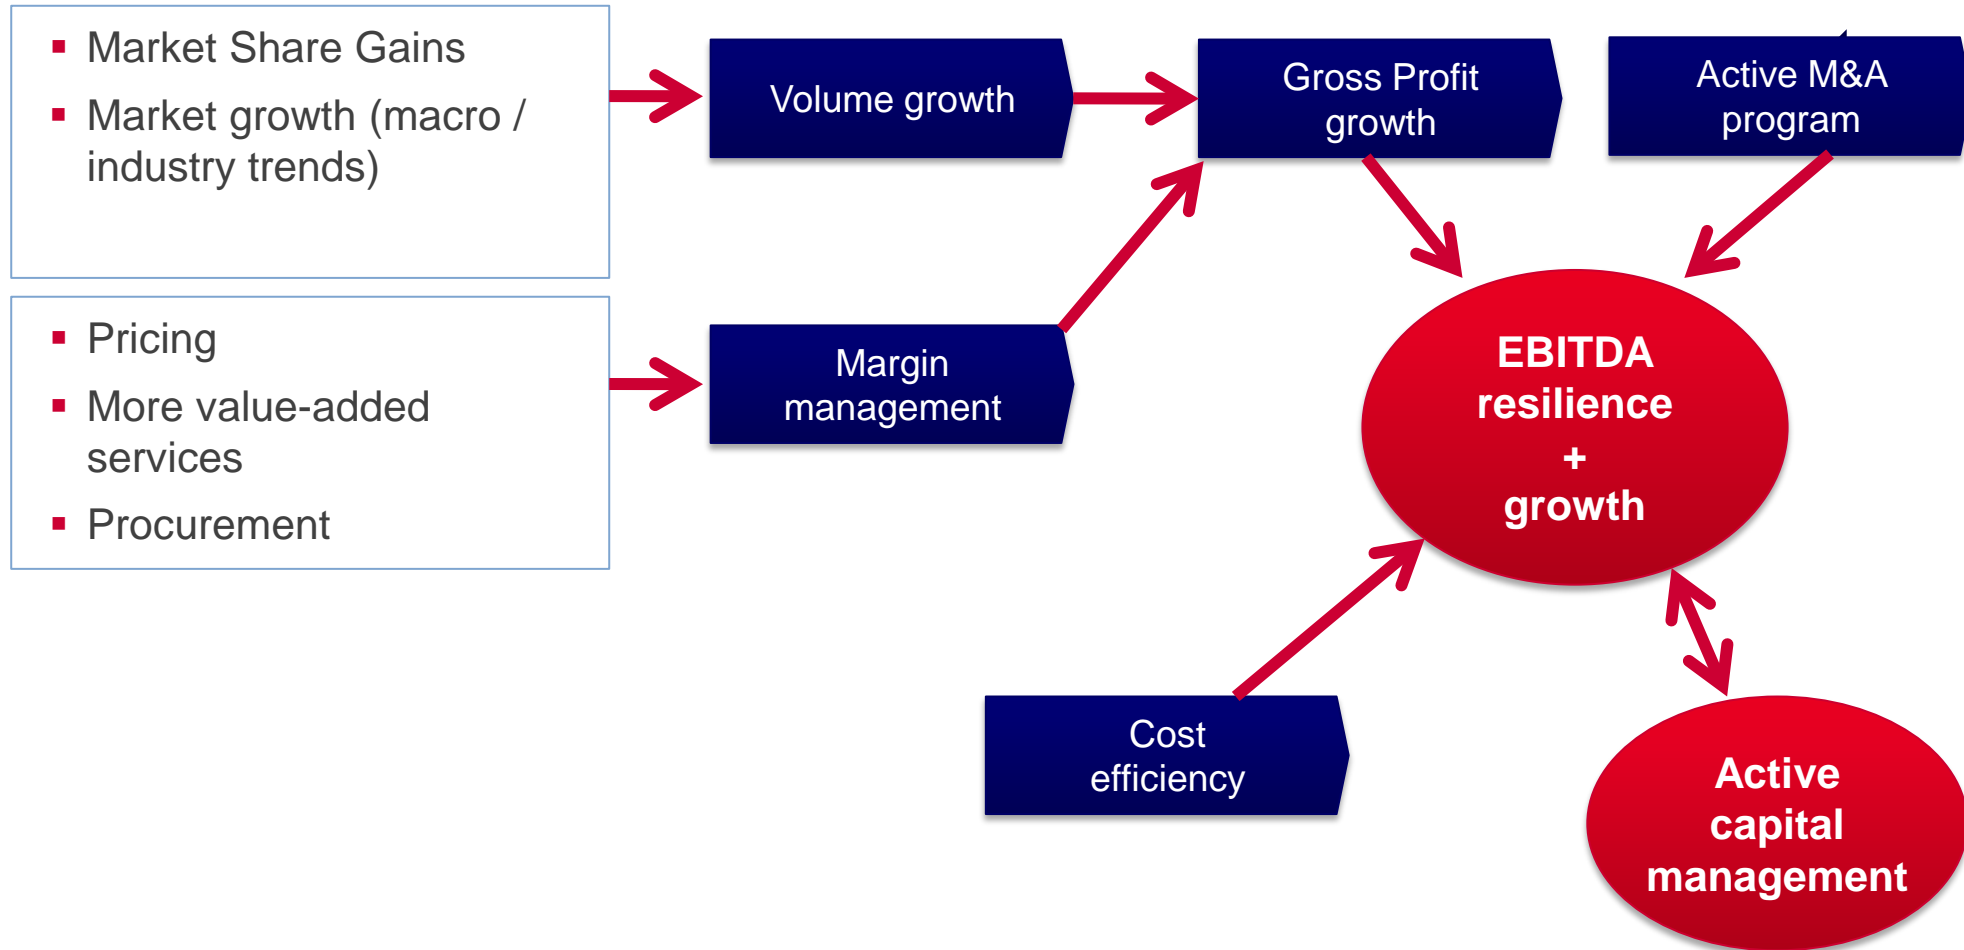 Market Share Gains
Market growth (macro /
industry trends)
Volume growth
Gross Profit
growth
Active M&A
program
Pricing
More value-added
services
Procurement
Margin
management
EBITDA
resilience
+
growth
Cost
efficiency
Active
capital
management